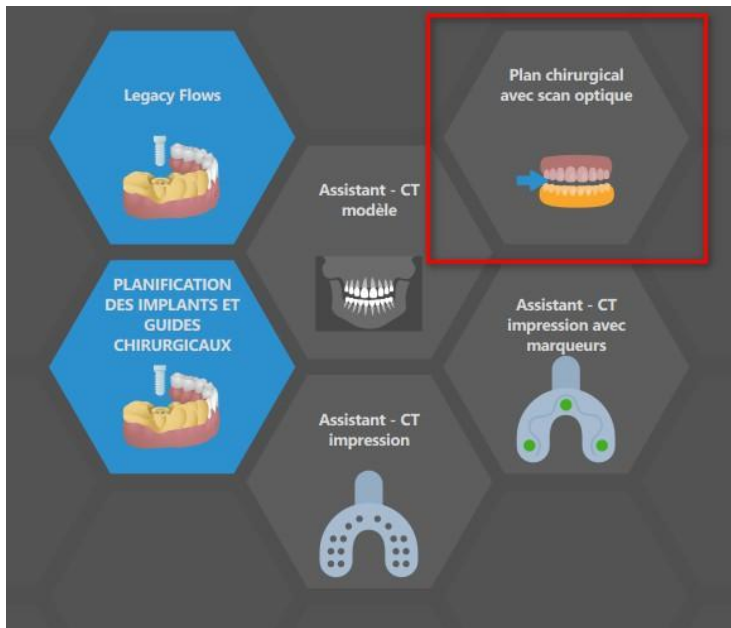 Legacy Flows
Plan chirurgical
avec scan optique
Assistant - CT
modèle
PLANIFICATION
DES IMPLANTS ET
GUIDES
CHIRURGICAUX
Assistant - CT
impression avec
marqueurs
Assistant - CT
impression